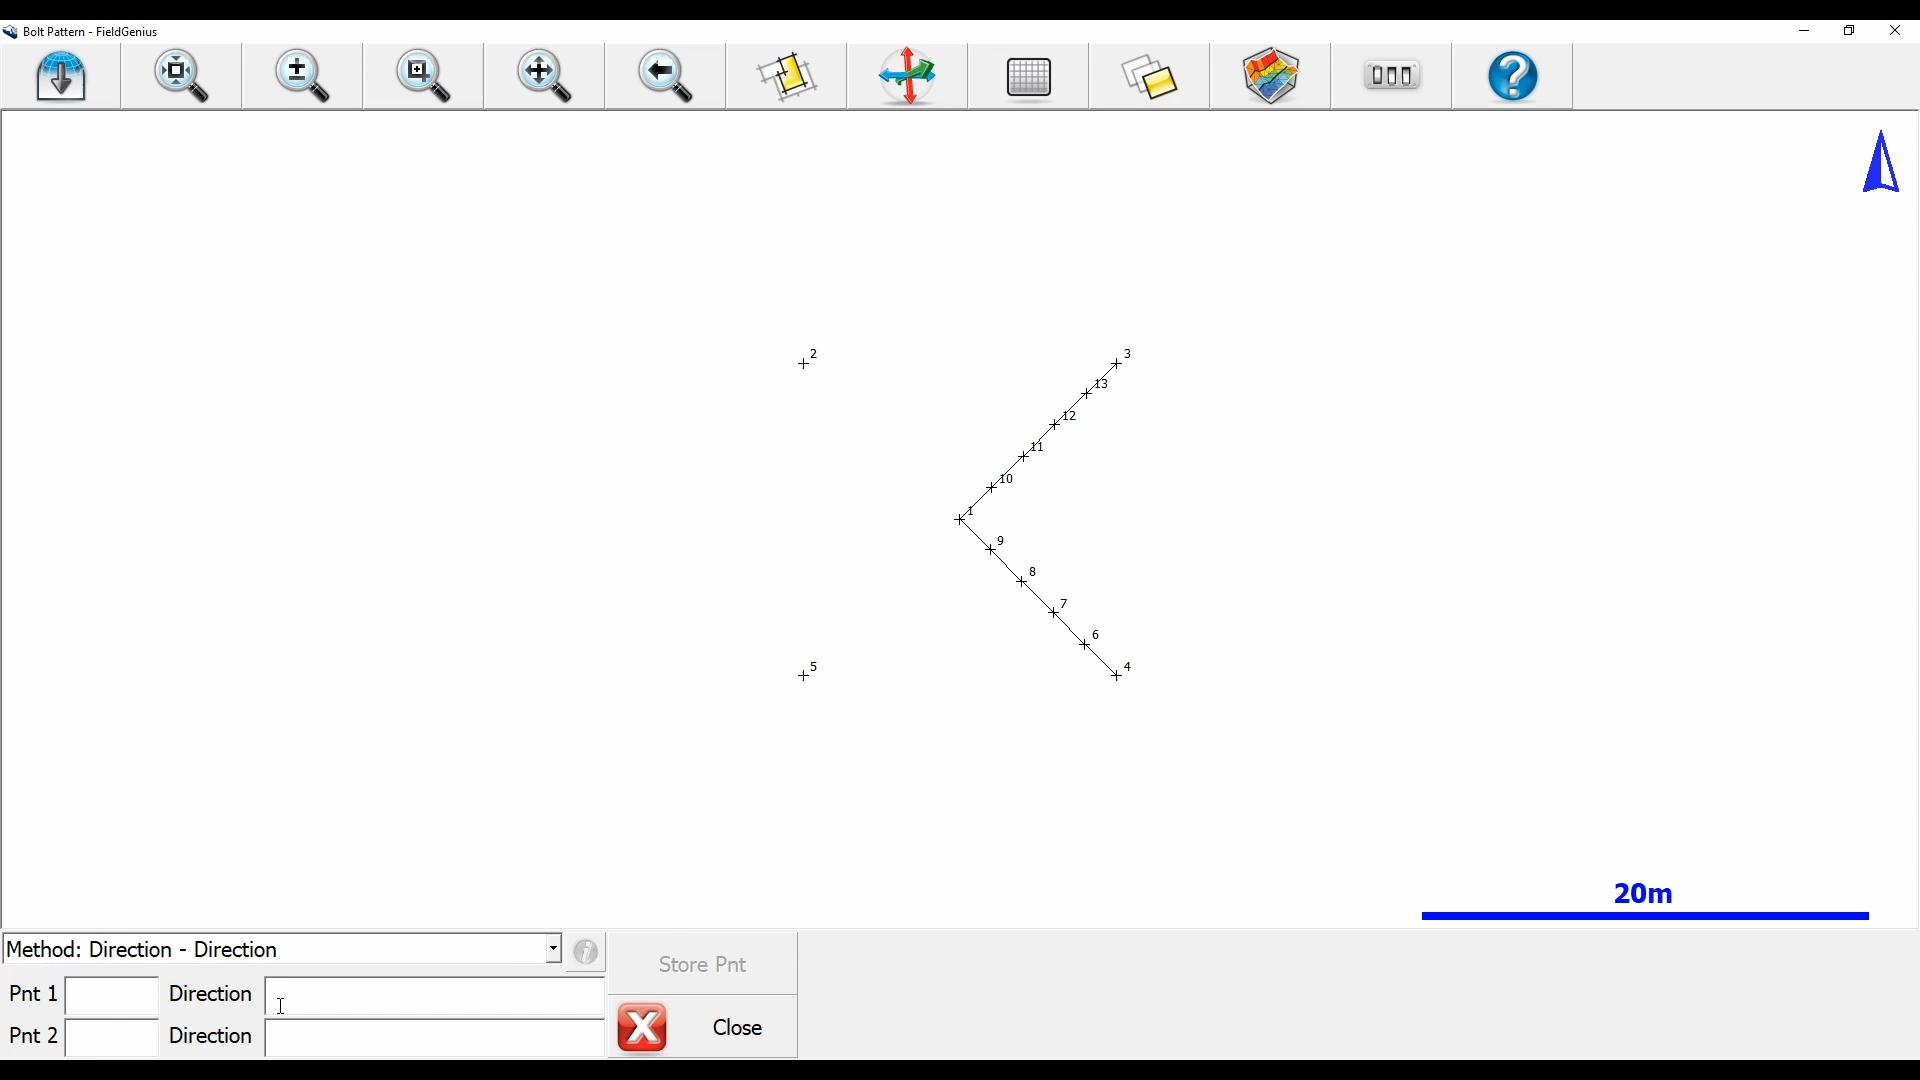 Bolt Pattern - FieldGenius
2
3
13
12
11
10
1
9
8
7
6
5
4
20m
Method: Direction - Direction
Store Pnt
Pnt 1 Direction
Pnt 2 Direction
Close